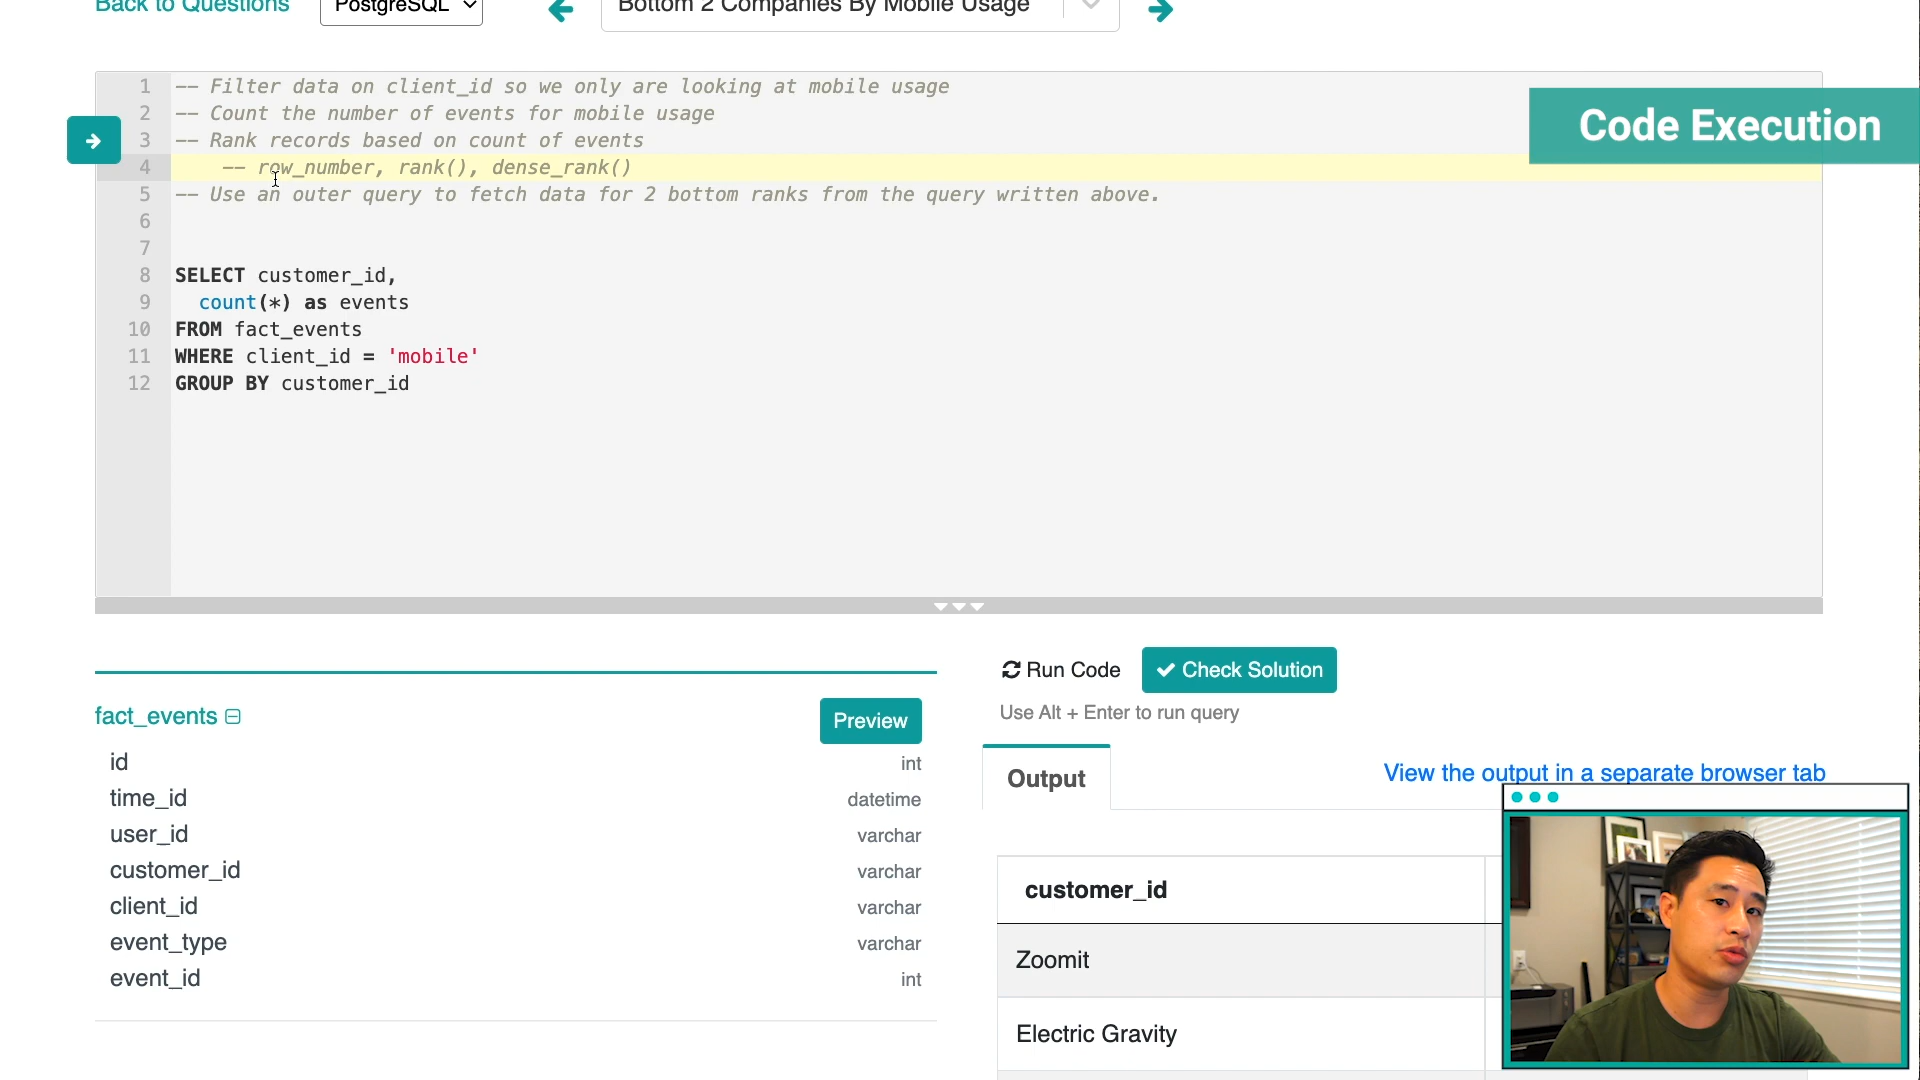 Back to Questions
PostgreSQL
Bottom 2 Companies By Mobile Usage
1 -- Filter data on client_id so we only are looking at mobile usage
2 -- Count the number of events for mobile usage
3 -- Rank records based on count of events
4 -- row_number, rank(), dense_rank()
5 -- Use an outer query to fetch data for 2 bottom ranks from the query written above.
6
7
8 SELECT customer_id,
9 count(*) as events
10 FROM fact_events
11 WHERE client_id = 'mobile'
12 GROUP BY customer_id
Code Execution
fact_events
Preview
id int
time_id datetime
user_id varchar
customer_id varchar
client_id varchar
event_type varchar
event_id int
Run Code
Check Solution
Use Alt + Enter to run query
Output
View the output in a separate browser tab
customer_id
Zoomit
Electric Gravity